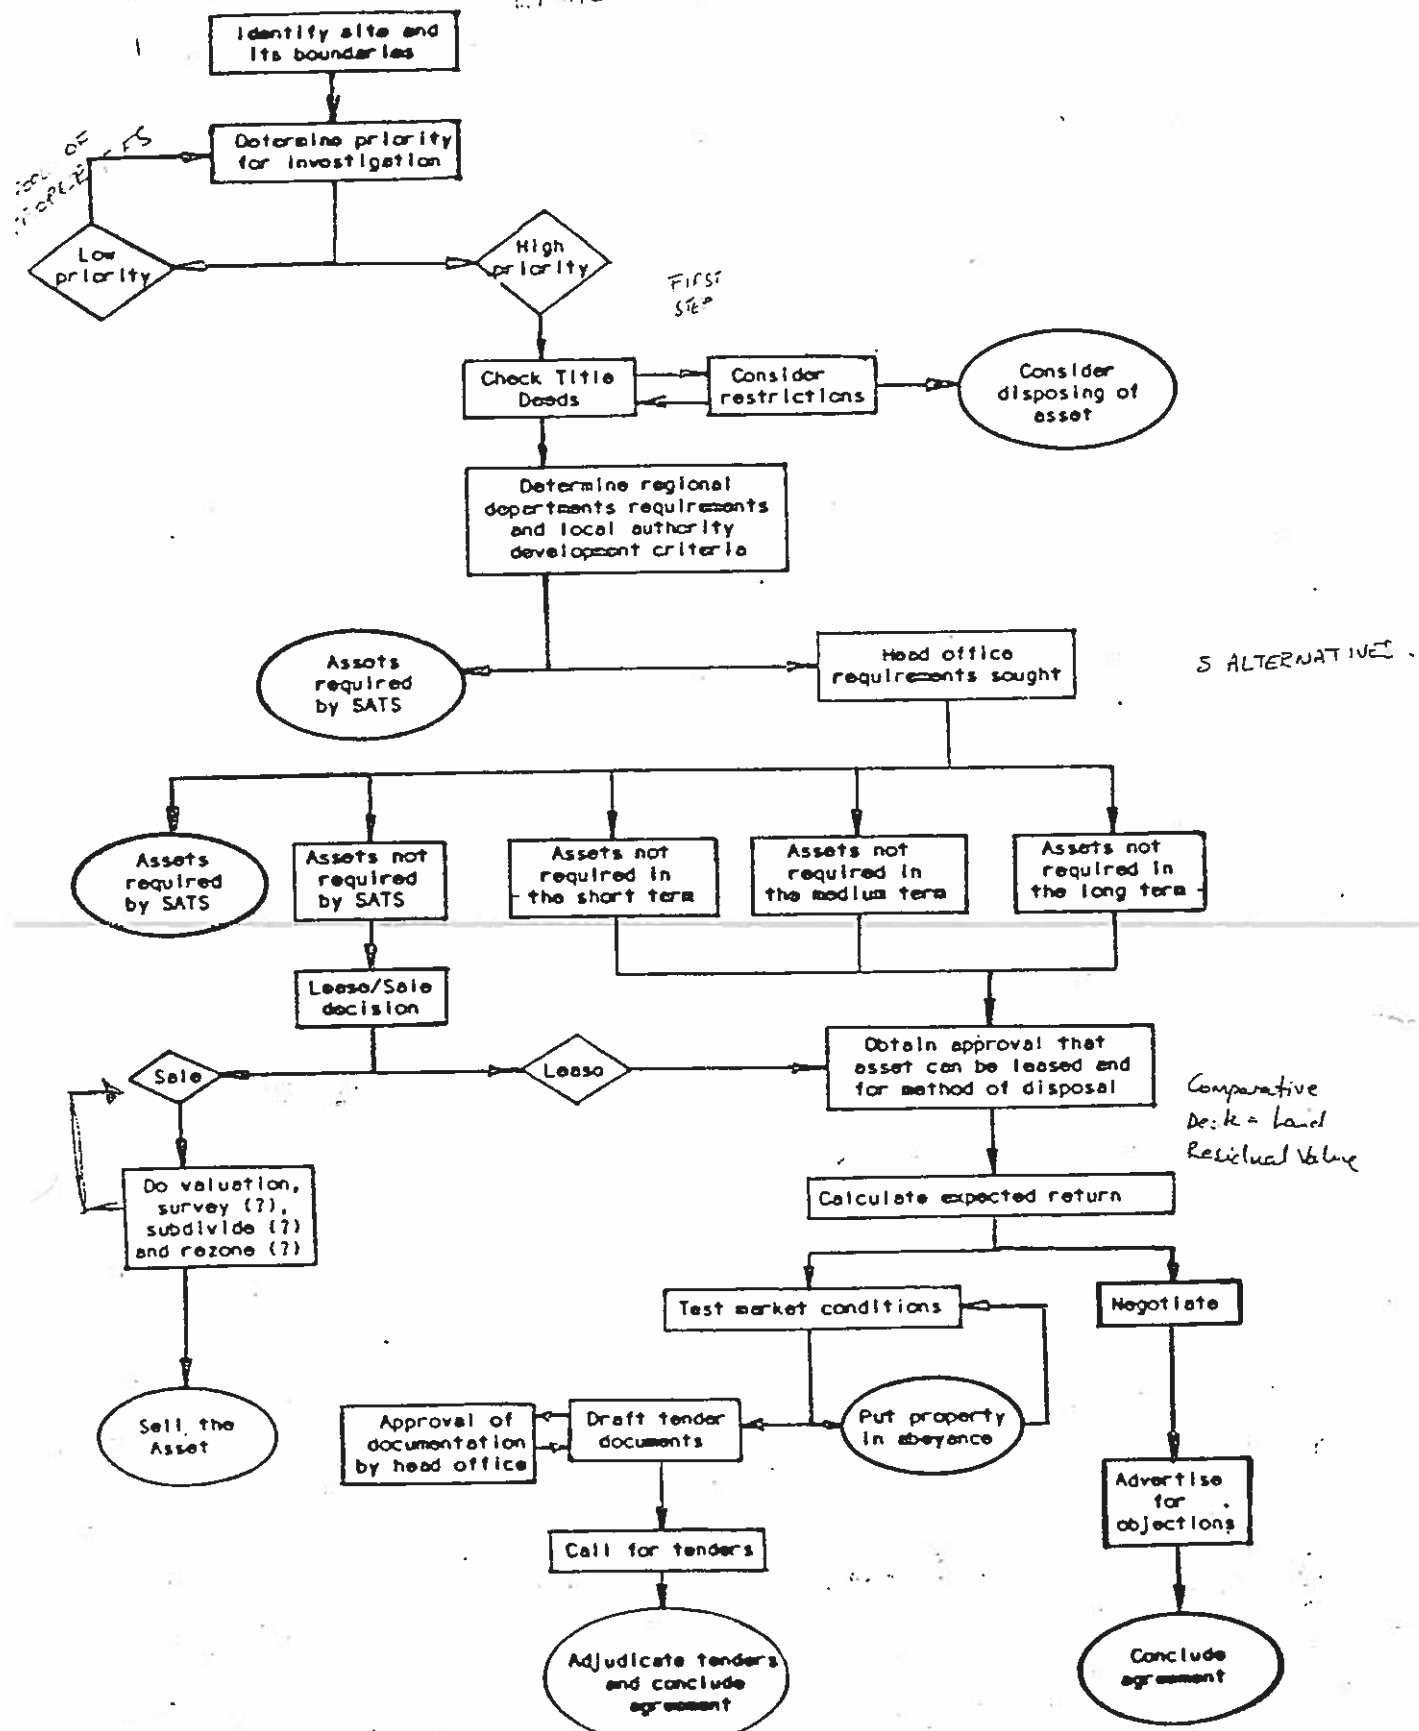 Identify site and
its boundaries
Determine priority
for investigation
OF
Low
priority
High
priority
FIRST
STEP
Check Title
Deeds
Consider
restrictions
Consider
disposing of
asset
Determine regional
departments requirements
and local authority
development criteria
Assets
required
by SATS
Head office
requirements sought
5 ALTERNATIVES.
Assets
required
by SATS
Assets not
required
by SATS
Assets not
required in
the short term
Assets not
required in
the medium term
Assets not
required in
the long term
Lease/Sale
decision
Sale
Lease
Obtain approval that
asset can be leased and
for method of disposal
Comparative
Land
Residual Value
Do valuation,
survey (?),
subdivide (?)
and rezone (?)
Calculate expected return
Test market conditions
Negotiate
Sell the
Asset
Approval of
documentation
by head office
Draft tender
documents
Put property
in abeyance
Advertise
for
objections
Call for tenders
Adjudicate tenders
and conclude
agreement
Conclude
agreement